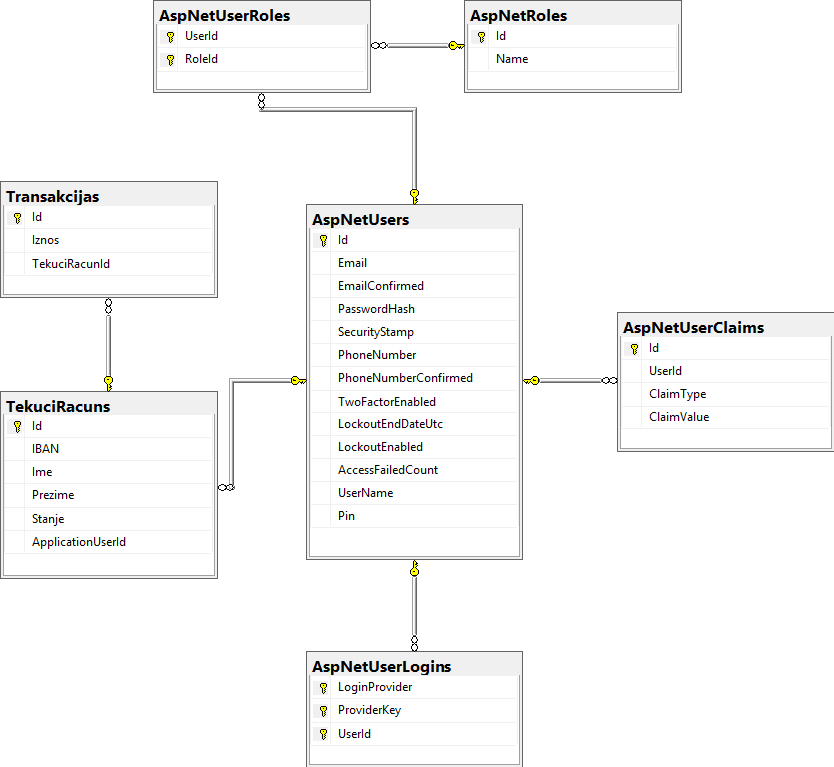 AspNetUserRoles
UserId
RoleId
AspNetRoles
Id
Name
Transakcijas
Id
Iznos
TekuciRacunId
AspNetUsers
Id
Email
EmailConfirmed
PasswordHash
SecurityStamp
PhoneNumber
PhoneNumberConfirmed
TwoFactorEnabled
LockoutEndDateUtc
LockoutEnabled
AccessFailedCount
UserName
Pin
AspNetUserClaims
Id
UserId
ClaimType
ClaimValue
TekuciRacuns
Id
IBAN
Ime
Prezime
Stanje
ApplicationUserId
AspNetUserLogins
LoginProvider
ProviderKey
UserId